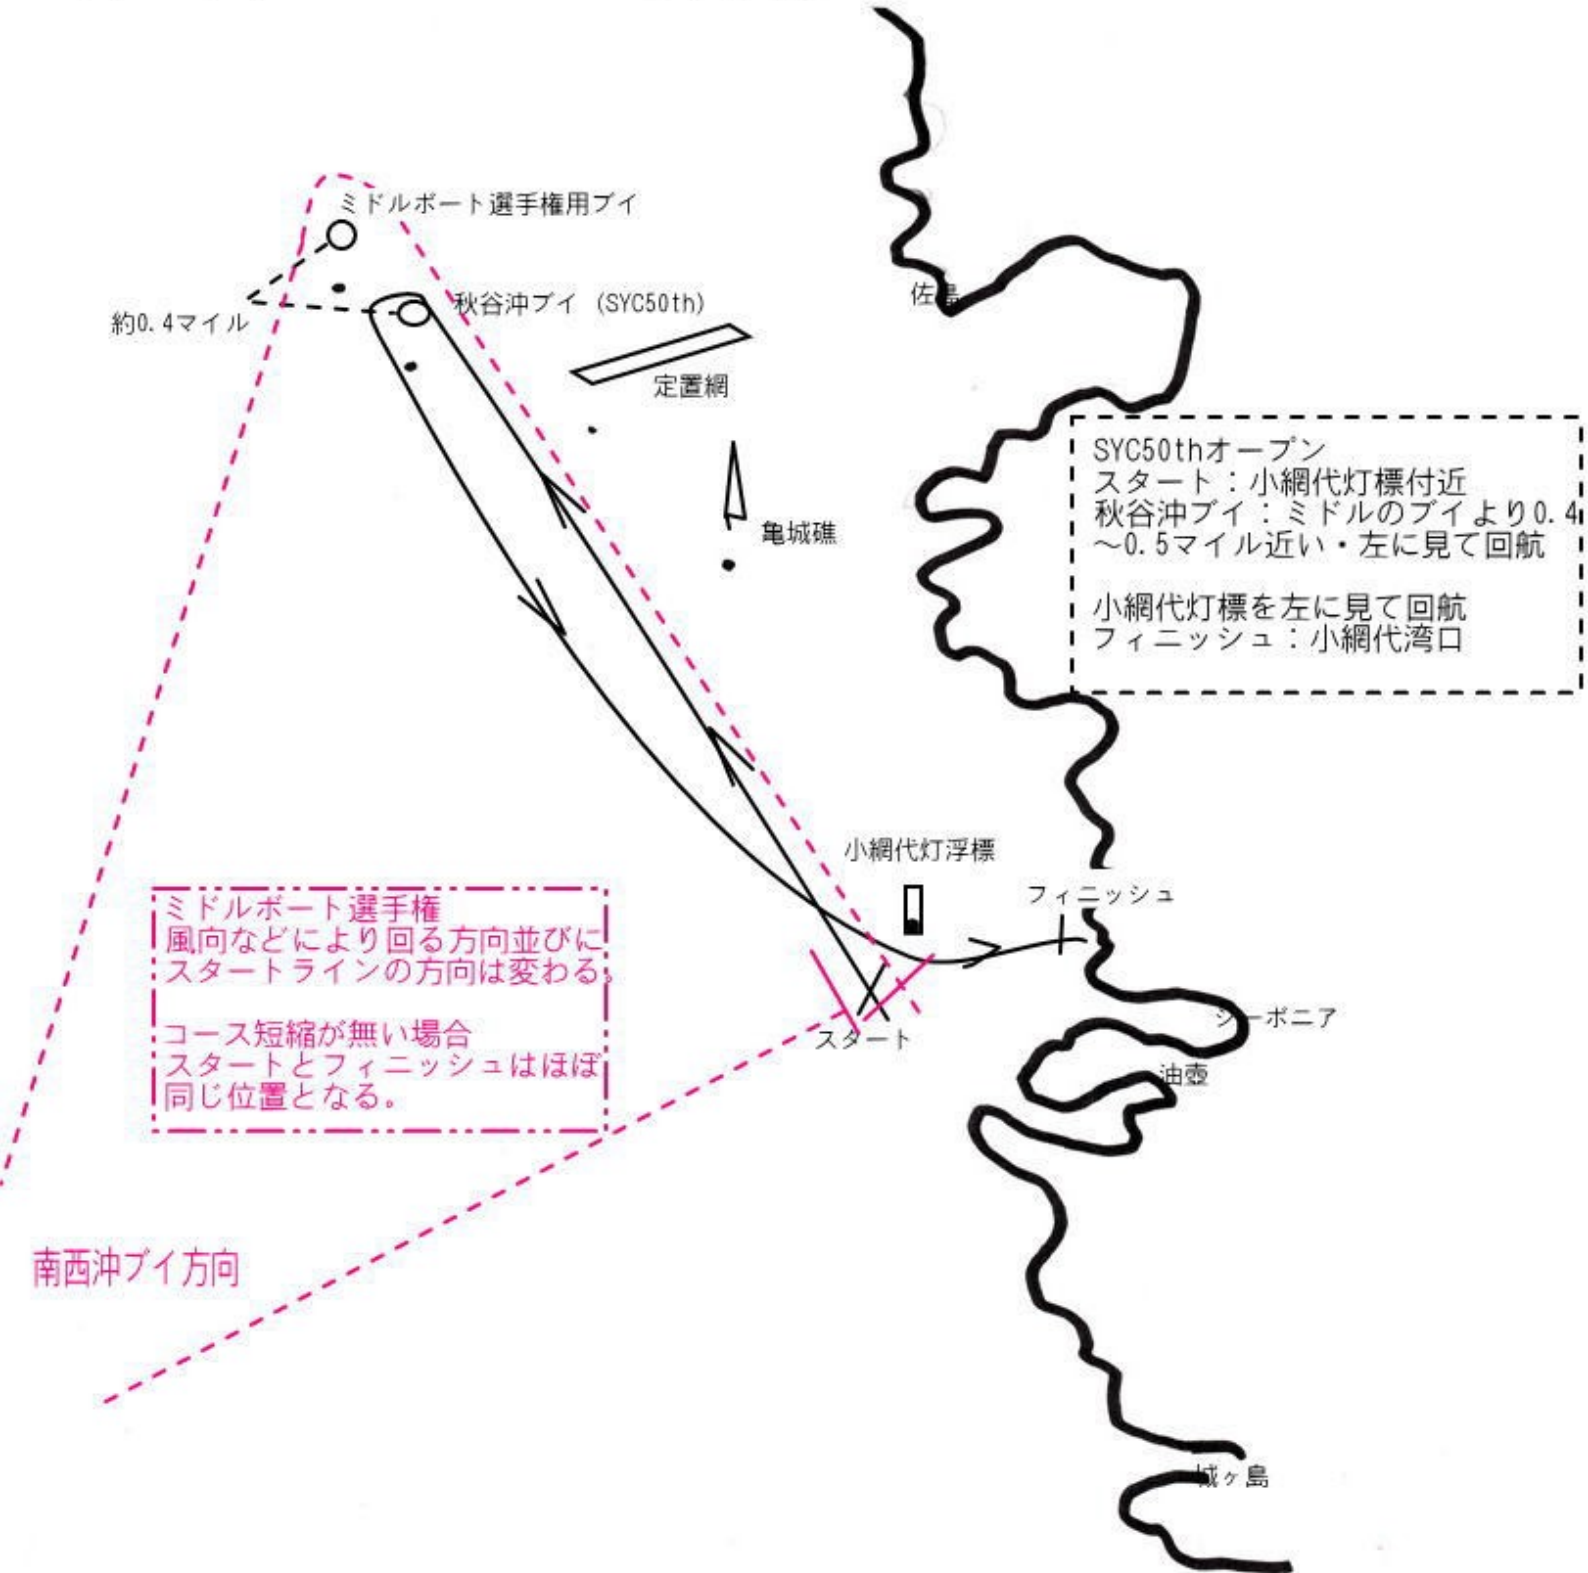 ミドルボート選手権用ブイ
秋谷沖ブイ (SYC50th)
約0.4マイル
佐島
定置網
亀城礁
SYC50thオープン
スタート：小網代灯標付近
秋谷沖ブイ：ミドルのブイより0.4
～0.5マイル近い・左に見て回航
小網代灯標を左に見て回航
フィニッシュ：小網代湾口
小網代灯浮標
フィニッシュ
ミドルボート選手権
風向などにより回る方向並びに
スタートラインの方向は変わる。
コース短縮が無い場合
スタートとフィニッシュはほぼ
同じ位置となる。
スタート
シーボニア
油壺
南西沖ブイ方向
城ヶ島